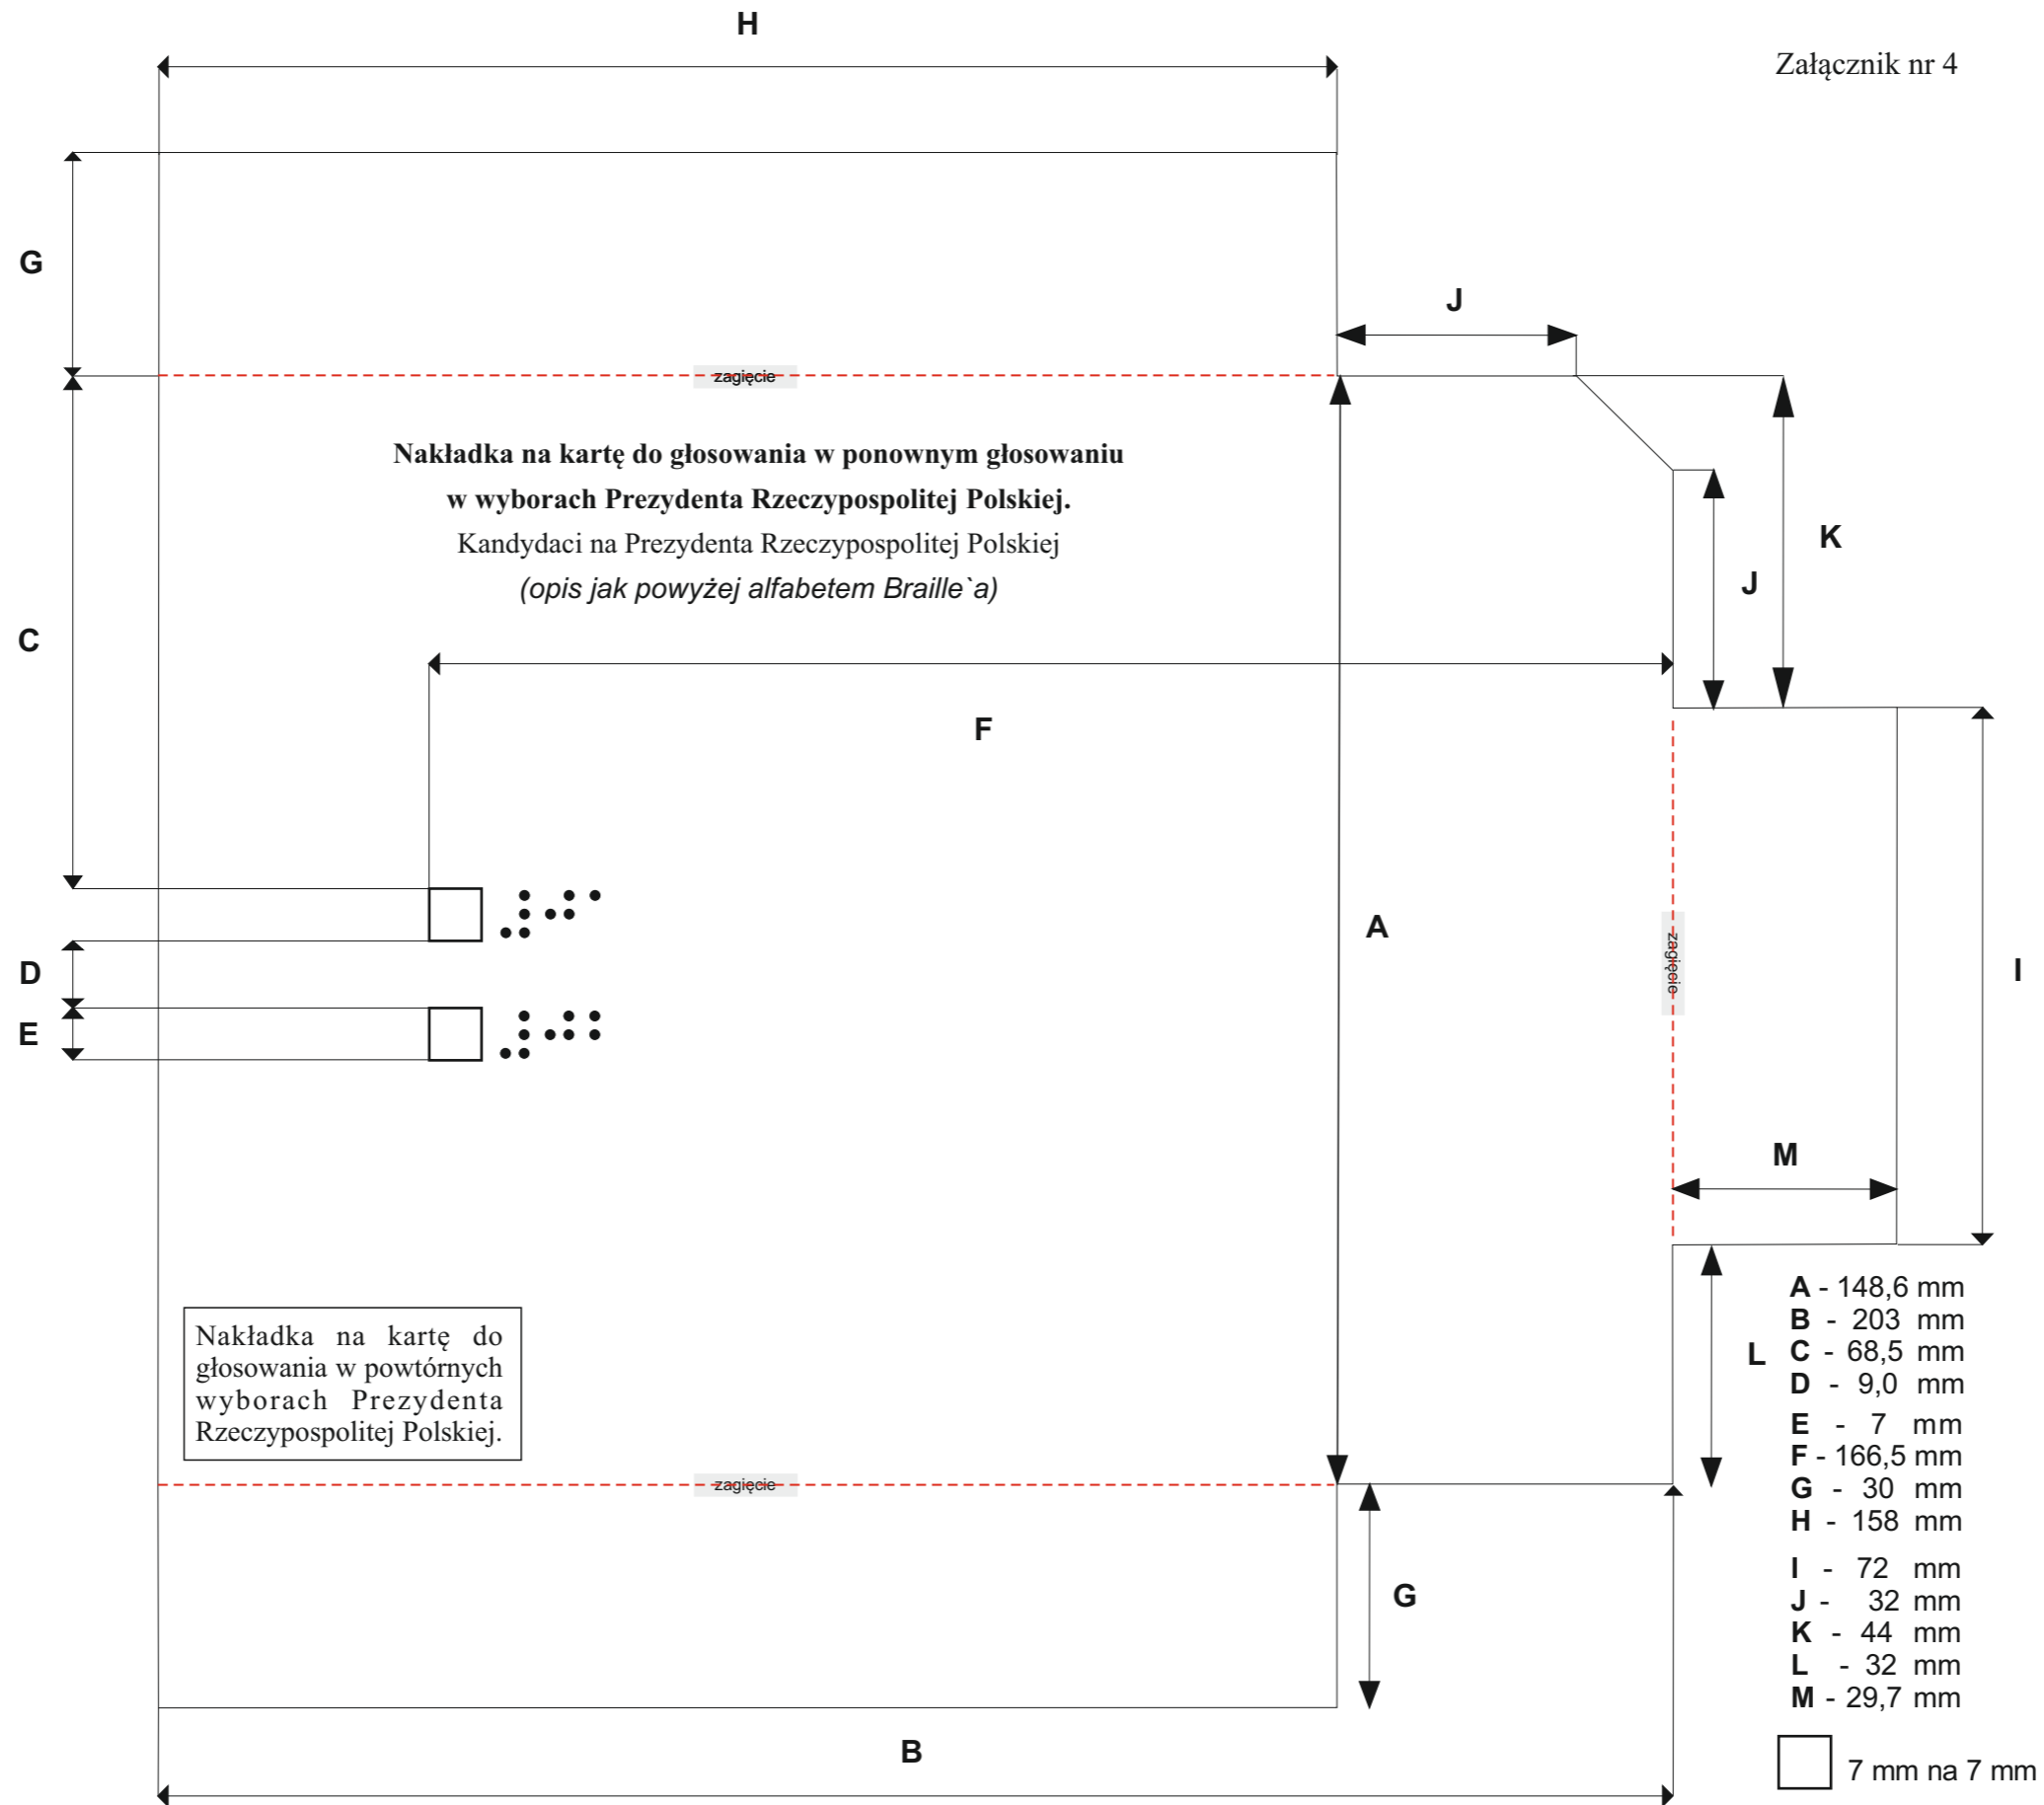 H
Załącznik nr 4
G
J
zagięcie
Nakładka na kartę do głosowania w ponownym głosowaniu
w wyborach Prezydenta Rzeczypospolitej Polskiej.
Kandydaci na Prezydenta Rzeczypospolitej Polskiej
(opis jak powyżej alfabetem Braille`a)
K
J
C
F
⠠⠇⠴⠁
A
zagięcie
I
D
⠠⠇⠴⠃
E
M
Nakładka na kartę do
głosowania w powtórnych
wyborach Prezydenta
Rzeczypospolitej Polskiej.
L
A - 148,6 mm
B - 203 mm
C - 68,5 mm
D - 9,0 mm
E - 7 mm
F - 166,5 mm
G - 30 mm
H - 158 mm
I - 72 mm
J - 32 mm
K - 44 mm
L - 32 mm
M - 29,7 mm
zagięcie
G
B
7 mm na 7 mm